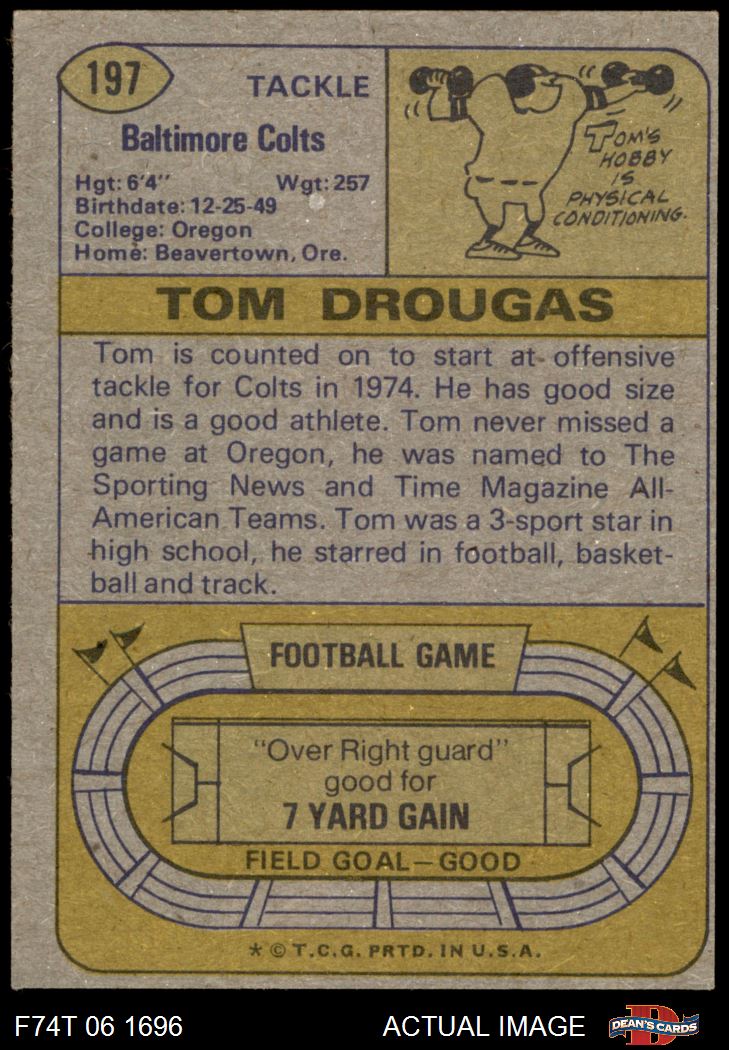 197
TACKLE
Baltimore Colts
Hgt: 6'4" Wgt: 257
Birthdate: 12-25-49
College: Oregon
Home: Beavertown, Ore.
TOM'S
HOBBY
IS
PHYSICAL
CONDITIONING.
TOM DROUGAS
Tom is counted on to start at offensive
tackle for Colts in 1974. He has good size
and is a good athlete. Tom never missed a
game at Oregon, he was named to The
Sporting News and Time Magazine All-
American Teams. Tom was a 3-sport star in
high school, he starred in football, basket-
ball and track.
FOOTBALL GAME
"Over Right guard"
good for
7 YARD GAIN
FIELD GOAL—GOOD
* © T.C.G. PRTD. IN U.S.A.
F74T 06 1696 ACTUAL IMAGE
DEAN'S CARDS